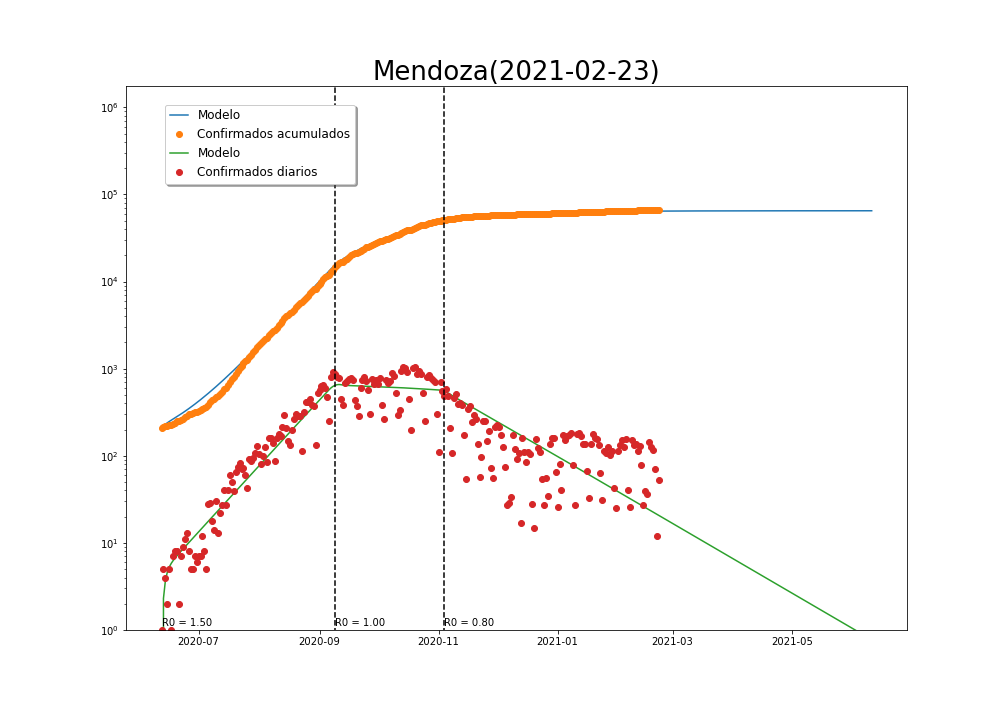 Mendoza(2021-02-23)
Modelo
Confirmados acumulados
Modelo
Confirmados diarios
10⁶
10⁵
10⁴
10³
10²
10¹
10⁰
R0 = 1.50 R0 = 1.00 R0 = 0.80
2020-07 2020-09 2020-11 2021-01 2021-03 2021-05